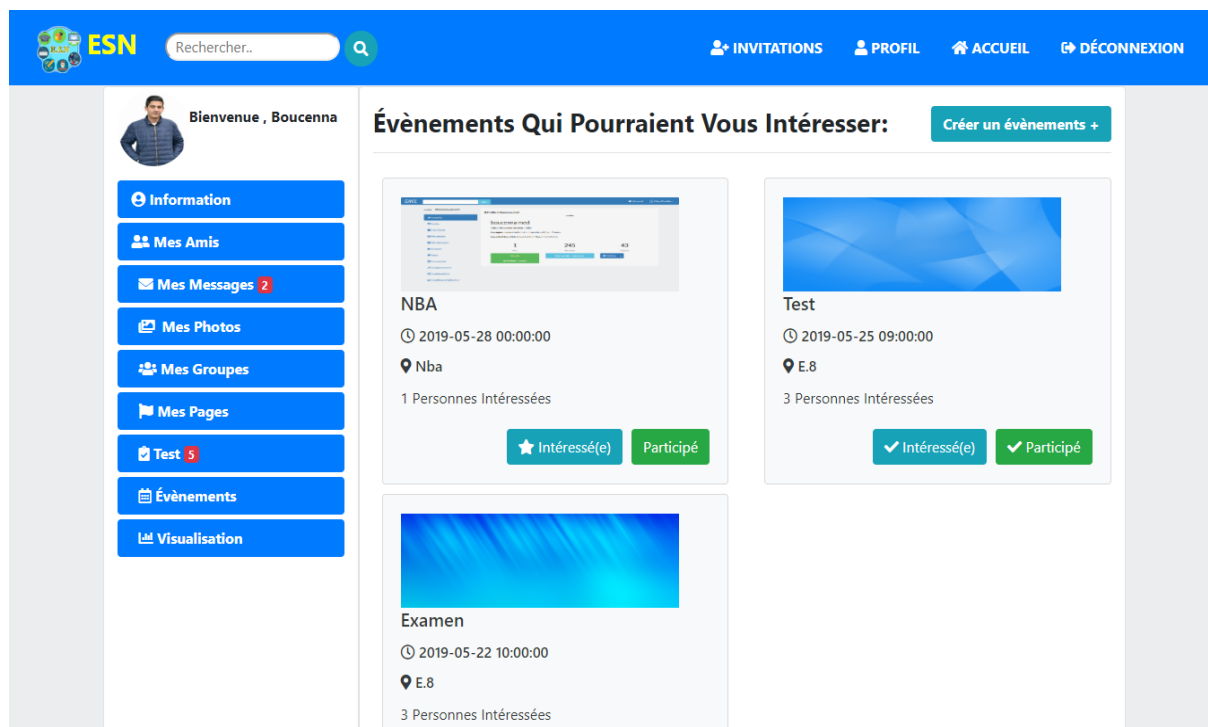 ESN
Rechercher..
INVITATIONS
PROFIL
ACCUEIL
DÉCONNEXION
Bienvenue , Boucenna
Information
Mes Amis
Mes Messages 2
Mes Photos
Mes Groupes
Mes Pages
Test 5
Évènements
Visualisation
Évènements Qui Pourraient Vous Intéresser:
Créer un évènements +
NBA
2019-05-28 00:00:00
Nba
1 Personnes Intéressées
Intéressé(e)
Participé
Test
2019-05-25 09:00:00
E.8
3 Personnes Intéressées
Intéressé(e)
Participé
Examen
2019-05-22 10:00:00
E.8
3 Personnes Intéressées